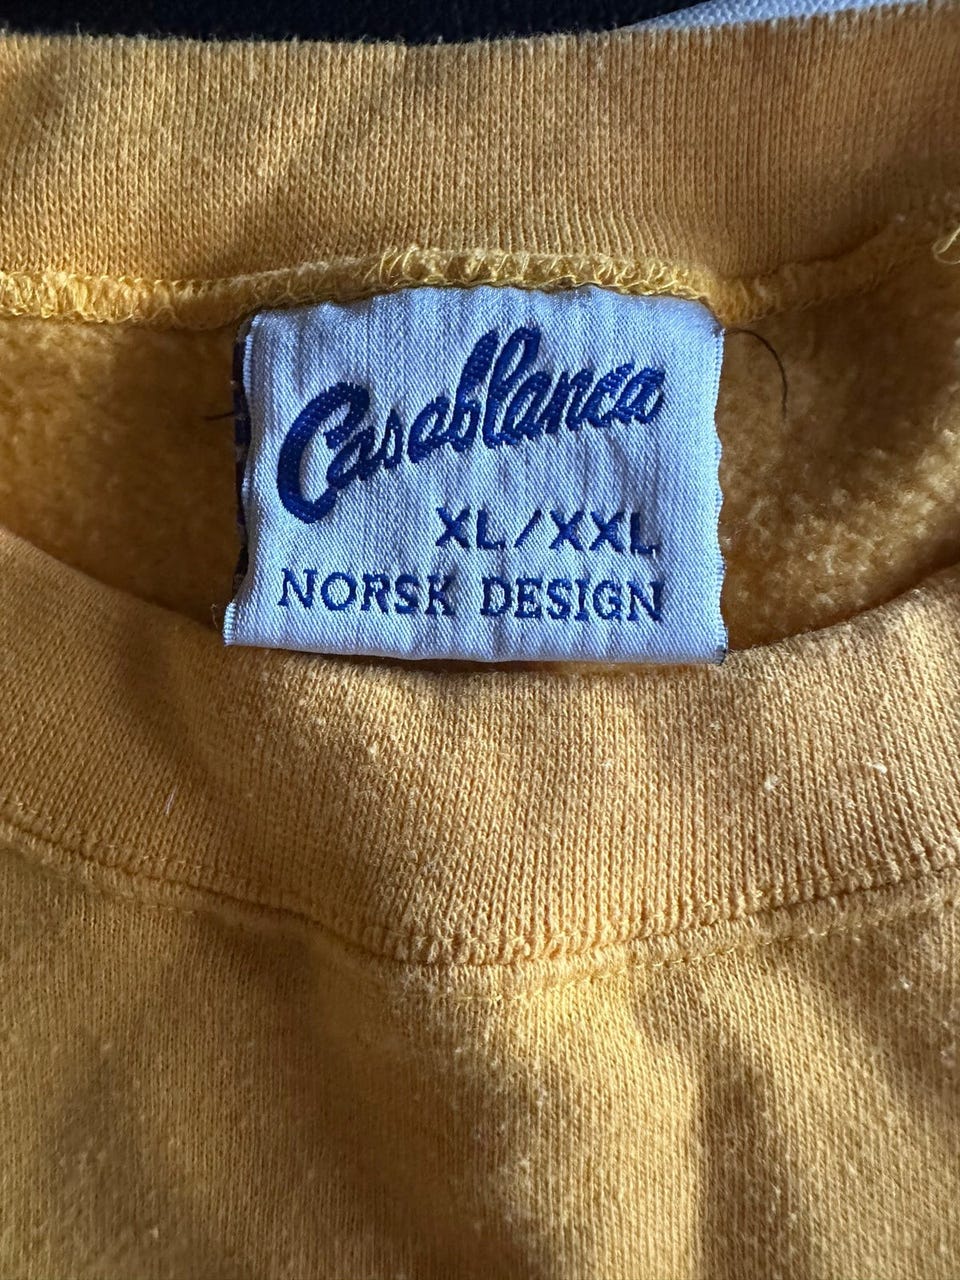 Casablanca
XL/XXL
NORSK DESIGN